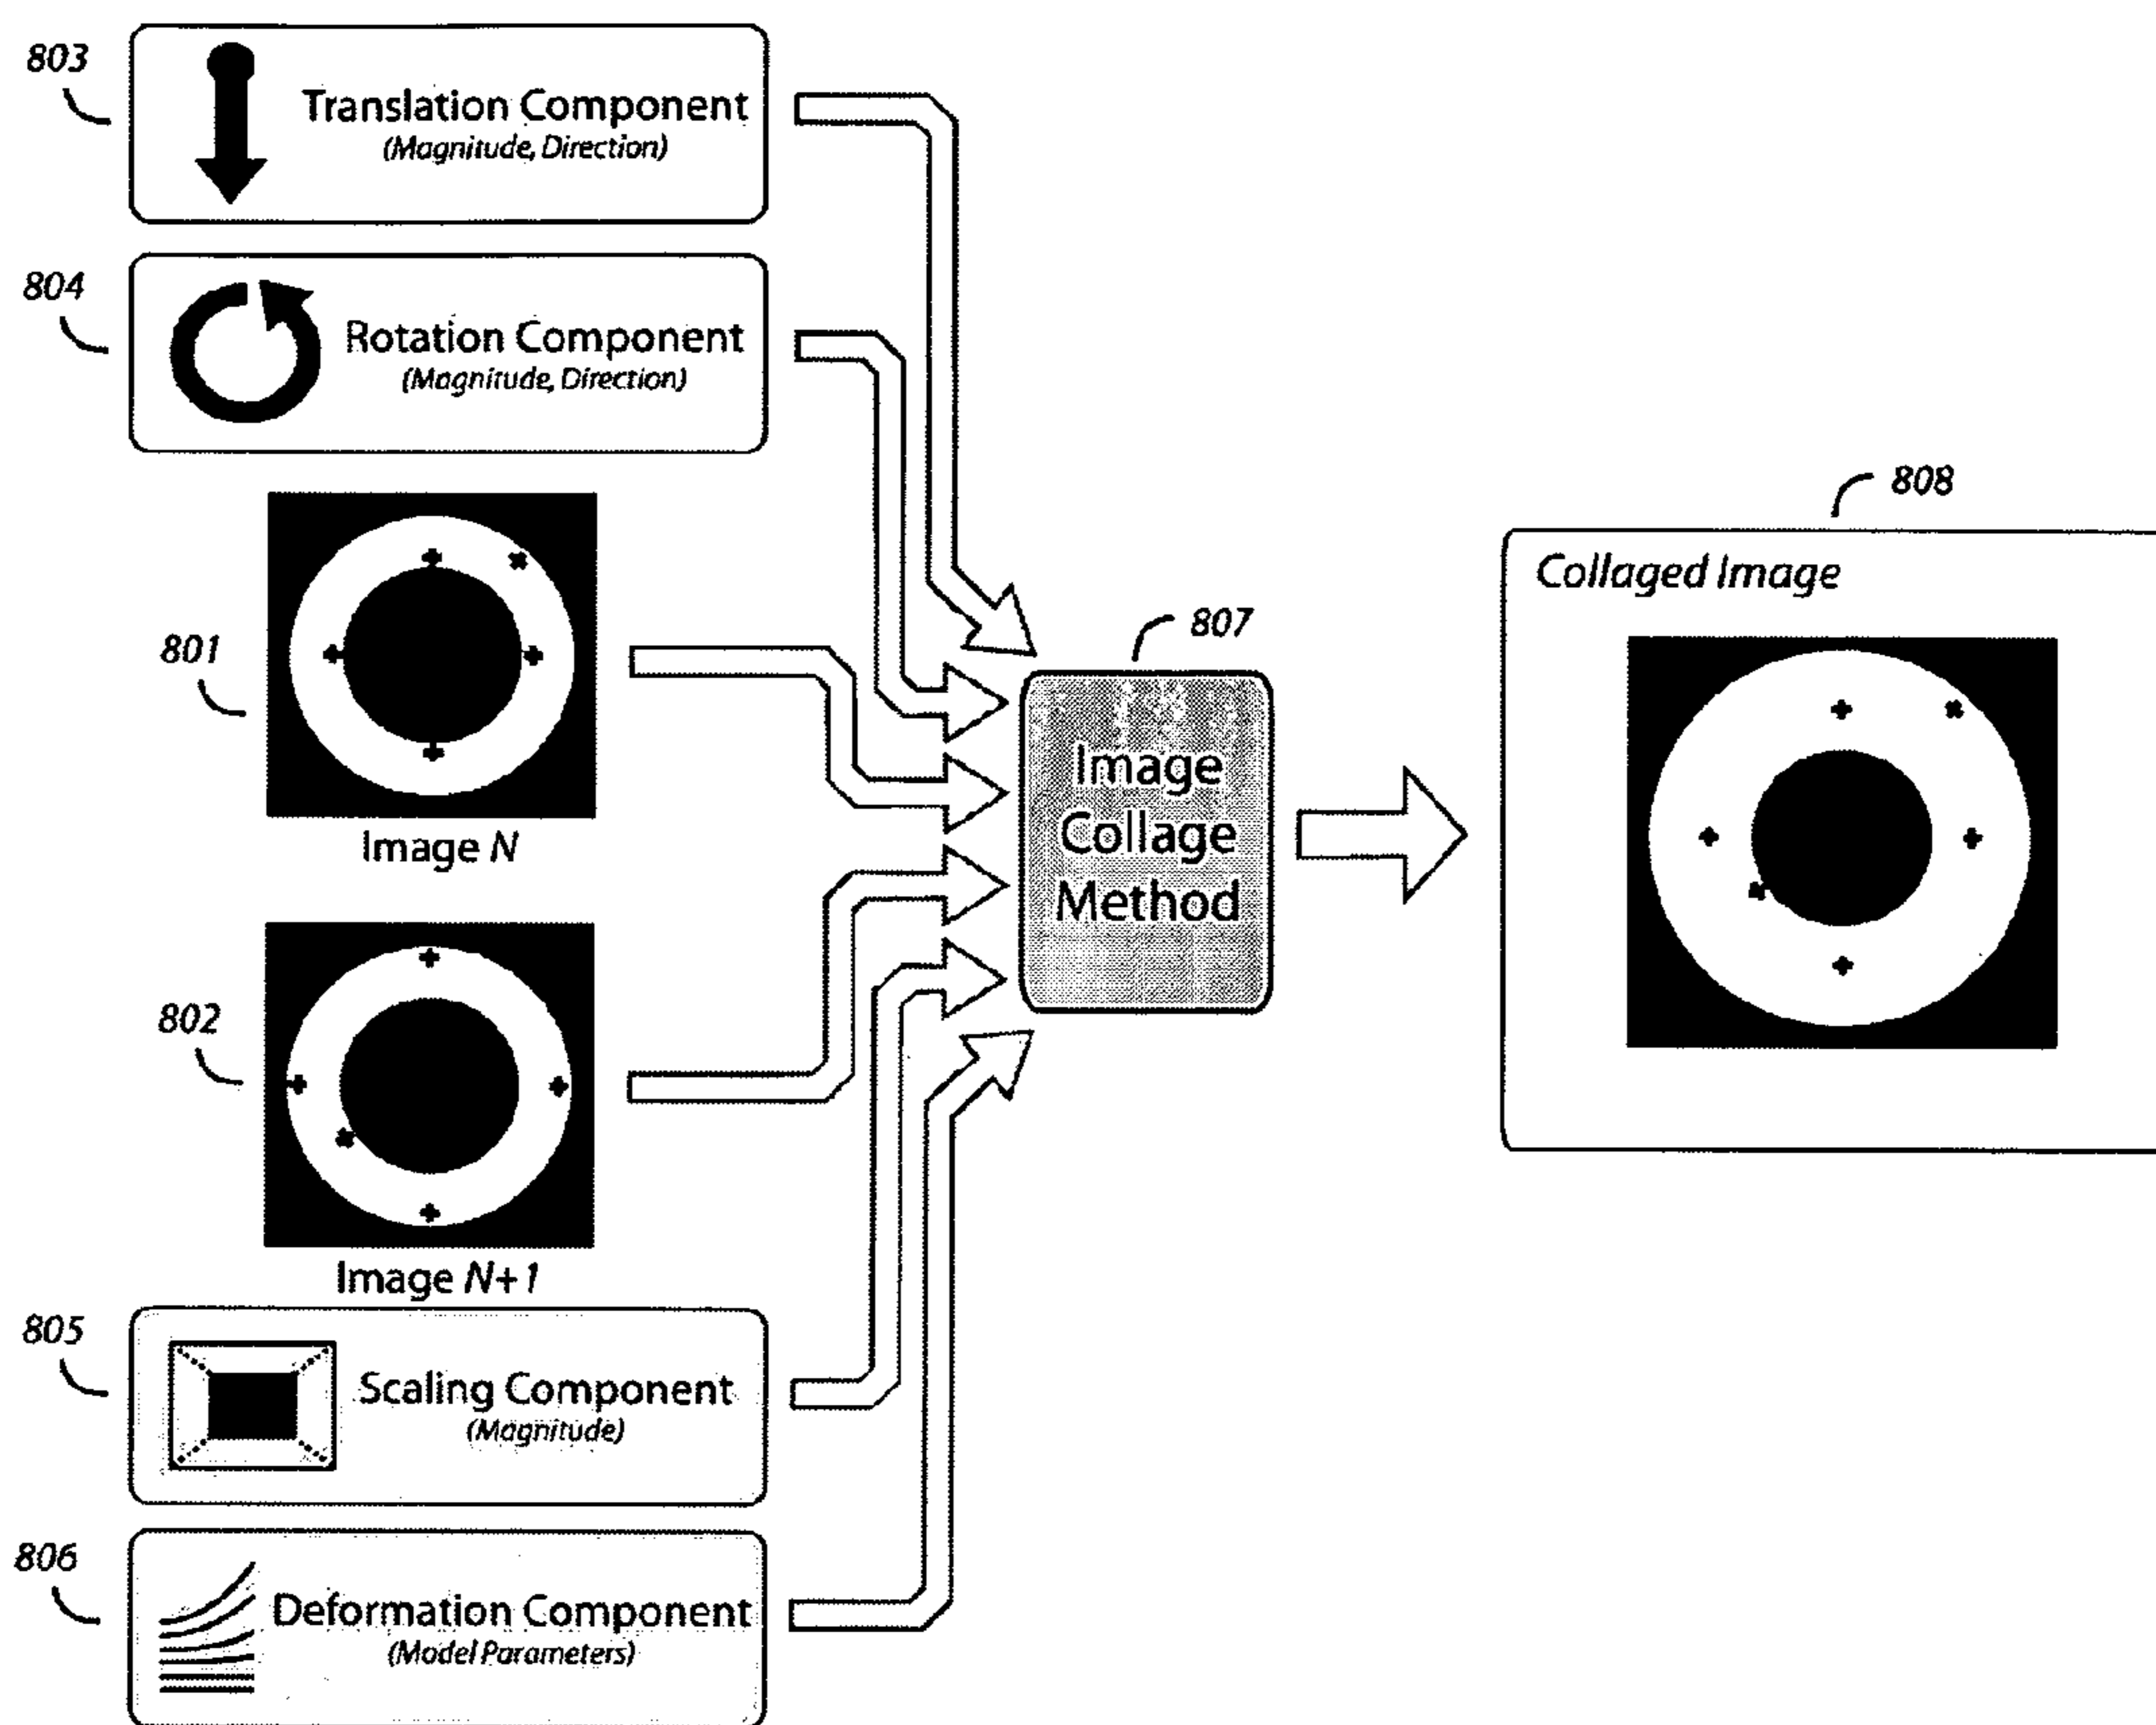 803
Translation Component
(Magnitude, Direction)
804
Rotation Component
(Magnitude, Direction)
801
Image N
802
Image N+1
805
Scaling Component
(Magnitude)
806
Deformation Component
(Model Parameters)
807
Image
Collage
Method
808
Collaged Image